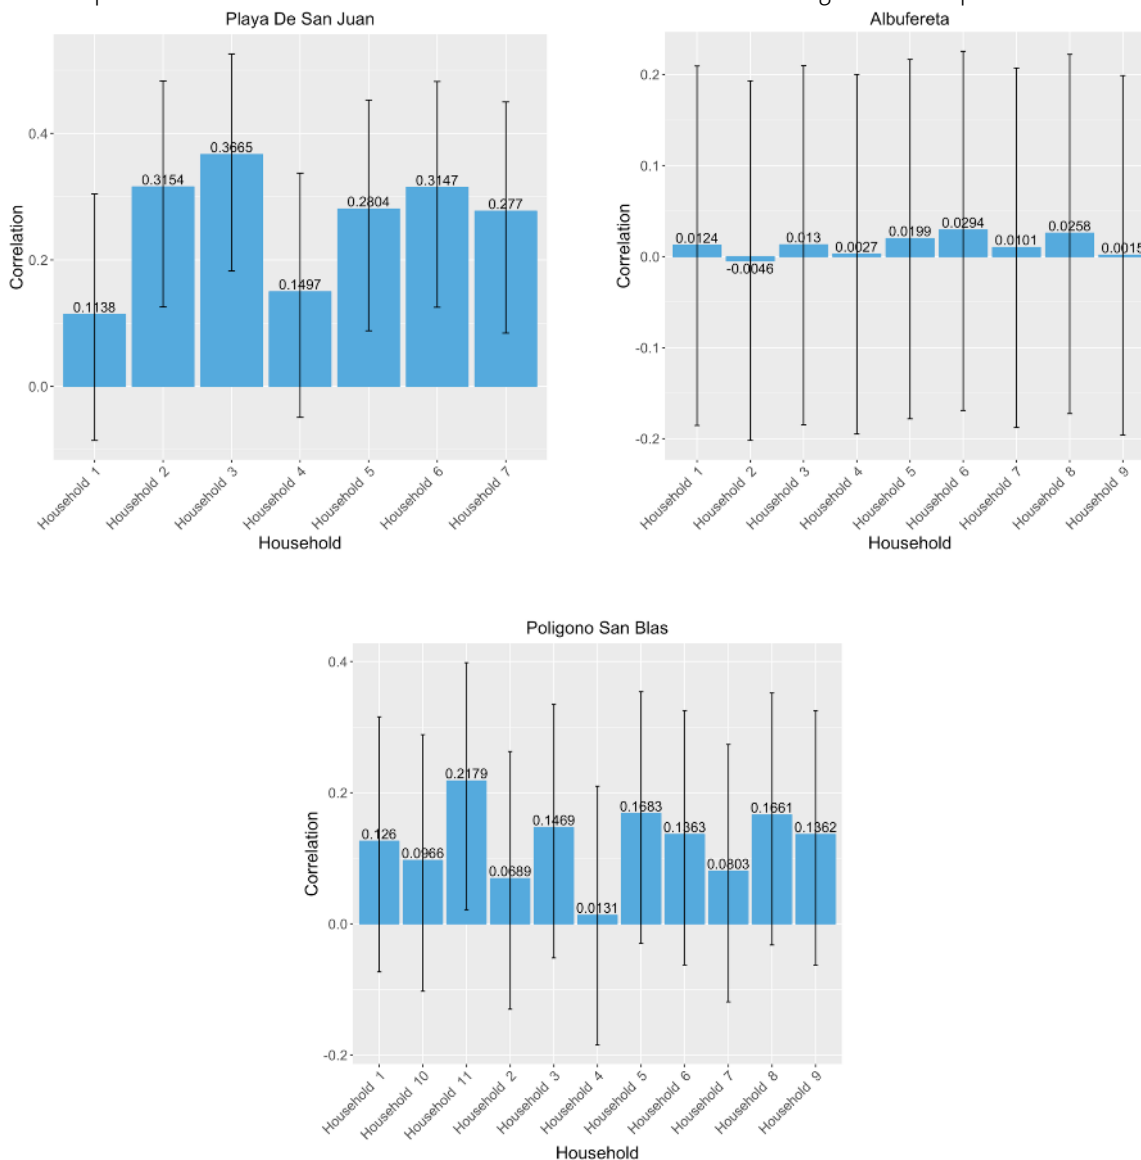 Playa De San Juan
0.4
0.2
0.0
Correlation
0.1138
0.3154
0.3665
0.1497
0.2804
0.3147
0.277
Household 1
Household 2
Household 3
Household 4
Household 5
Household 6
Household 7
Household
Albufereta
0.2
0.1
0.0
-0.1
-0.2
Correlation
0.0124
-0.0046
0.013
0.0027
0.0199
0.0294
0.0101
0.0258
0.0015
Household 1
Household 2
Household 3
Household 4
Household 5
Household 6
Household 7
Household 8
Household 9
Household
Poligono San Blas
0.4
0.2
0.0
-0.2
Correlation
0.126
0.0966
0.2179
0.0689
0.1469
0.0131
0.1683
0.1363
0.0803
0.1661
0.1362
Household 1
Household 10
Household 11
Household 2
Household 3
Household 4
Household 5
Household 6
Household 7
Household 8
Household 9
Household